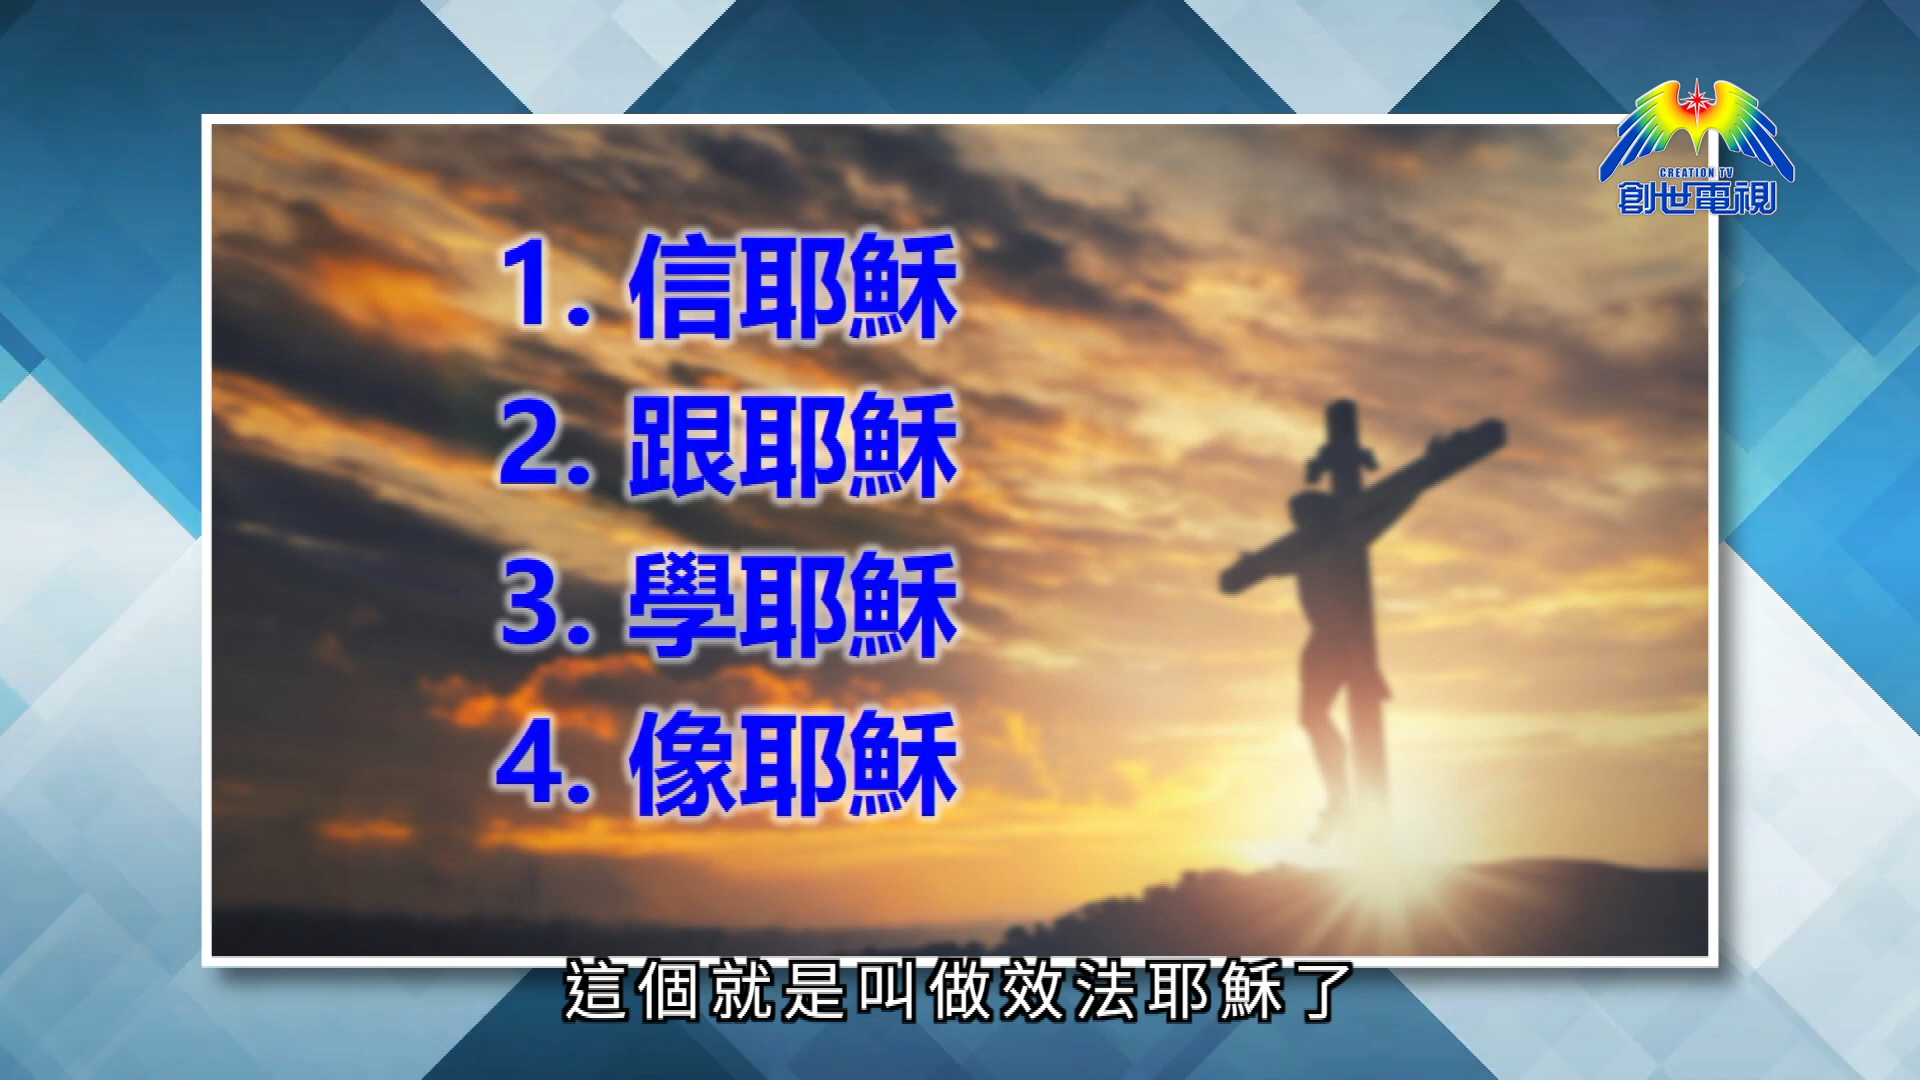 CREATION TV
創世電視
1. 信耶穌
2. 跟耶穌
3. 學耶穌
4. 像耶穌
這個就是叫做效法耶穌了